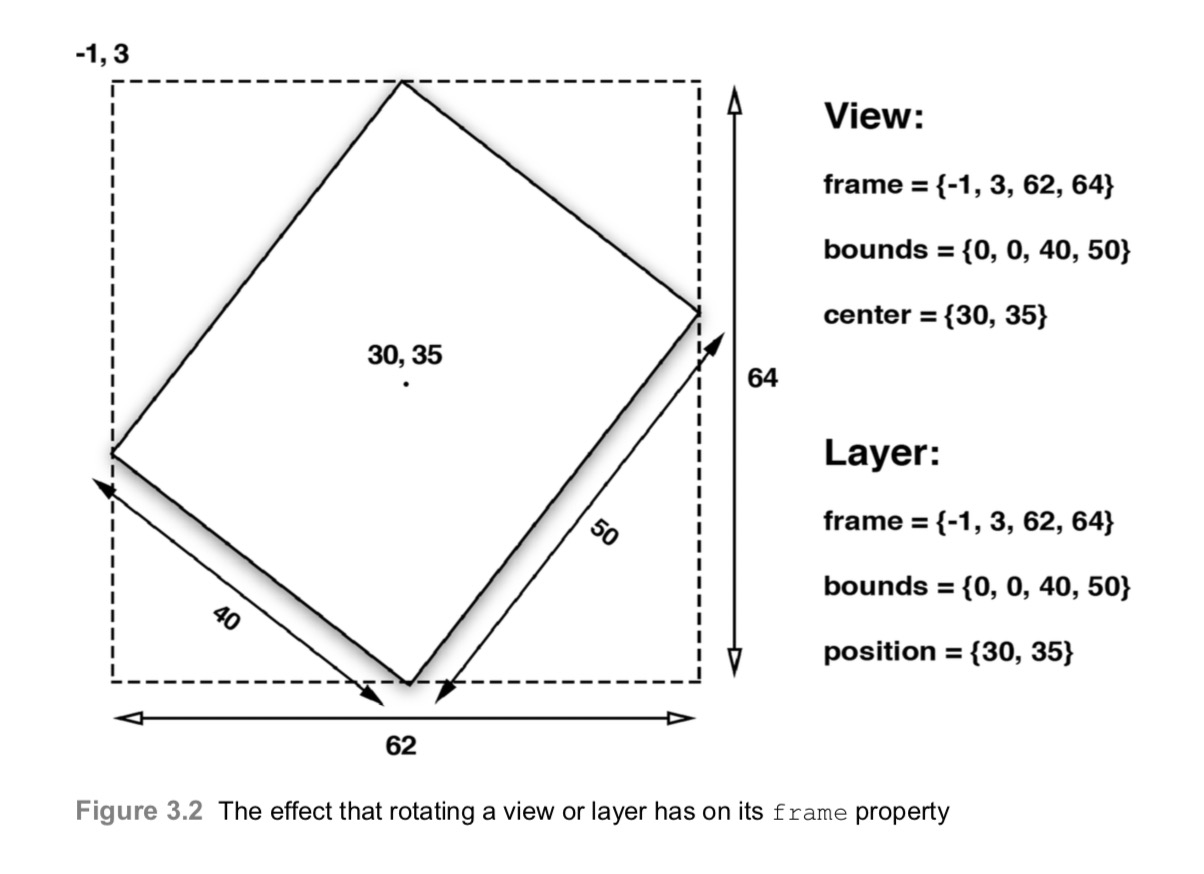 -1, 3
30, 35
40
50
62
64
View:
frame = {-1, 3, 62, 64}
bounds = {0, 0, 40, 50}
center = {30, 35}
Layer:
frame = {-1, 3, 62, 64}
bounds = {0, 0, 40, 50}
position = {30, 35}
Figure 3.2 The effect that rotating a view or layer has on its frame property